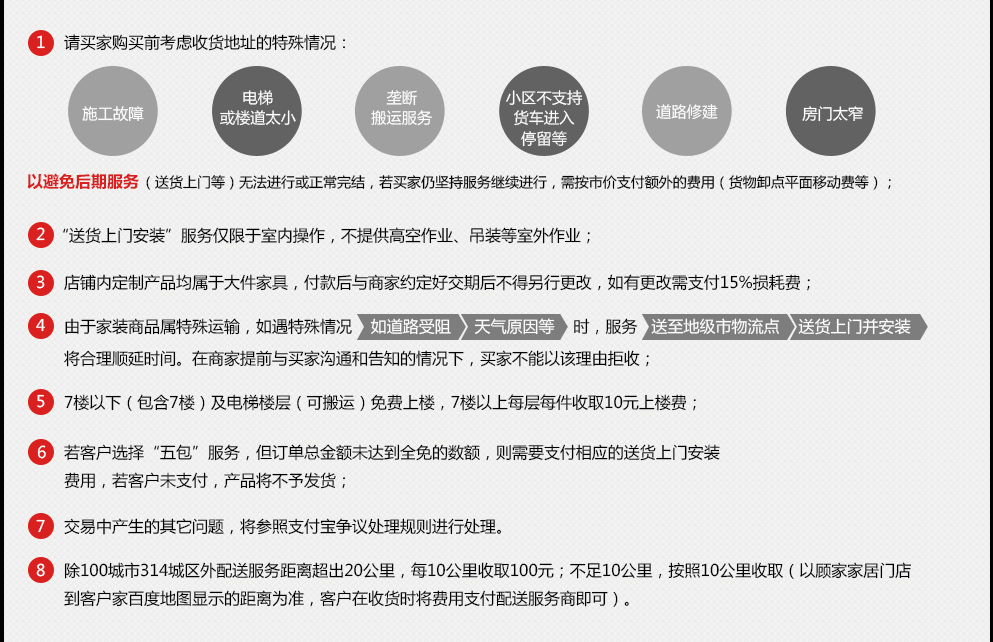 1 请买家购买前考虑收货地址的特殊情况：
施工故障
电梯
或楼道太小
垄断
搬运服务
小区不支持
货车进入
停留等
道路修建
房门太窄
以避免后期服务（送货上门等）无法进行或正常完结，若买家仍坚持服务继续进行，需按市价支付额外的费用（货物卸点平面移动费等）；
2 “送货上门安装”服务仅限于室内操作，不提供高空作业、吊装等室外作业；
3 店铺内定制产品均属于大件家具，付款后与商家约定好交期后不得另行更改，如有更改需支付15%损耗费；
4 由于家装商品属特殊运输，如遇特殊情况 如道路受阻 天气原因等 时，服务 送至地级市物流点 送货上门并安装
将合理顺延时间。在商家提前与买家沟通和告知的情况下，买家不能以该理由拒收；
5 7楼以下（包含7楼）及电梯楼层（可搬运）免费上楼，7楼以上每层每件收取10元上楼费；
6 若客户选择“五包”服务，但订单总金额未达到全免的数额，则需要支付相应的送货上门安装
费用，若客户未支付，产品将不予发货；
7 交易中产生的其它问题，将参照支付宝争议处理规则进行处理。
8 除100城市314城区外配送服务距离超出20公里，每10公里收取100元；不足10公里，按照10公里收取（以顾家家居门店
到客户家百度地图显示的距离为准，客户在收货时将费用支付配送服务商即可）。